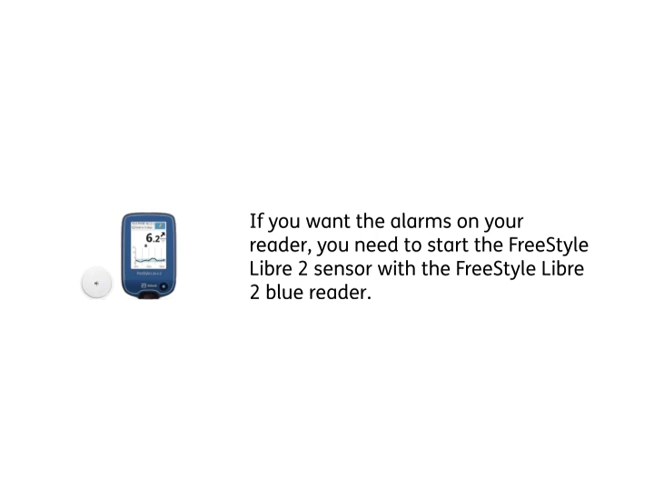 6.2
If you want the alarms on your
reader, you need to start the FreeStyle
Libre 2 sensor with the FreeStyle Libre
2 blue reader.